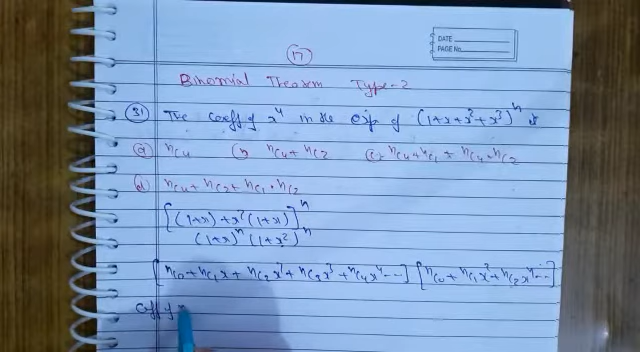 DATE
PAGE No.
(17)
Binomial Theorem Type-2
(31) The coeff of x⁴ in the exp of (1+x+x²+x³)ⁿ is
(a) ⁿC₄ (b) ⁿC₄+ⁿC₂ (c) ⁿC₄+ⁿC₁+ⁿC₄.ⁿC₂
(d) ⁿC₄+ⁿC₂+ⁿC₁.ⁿC₂
[(1+x)+x²(1+x)]ⁿ
(1+x)ⁿ(1+x²)ⁿ
[ⁿC₀+ⁿC₁x+ⁿC₂x²+ⁿC₃x³+ⁿC₄x⁴--] [ⁿC₀+ⁿC₁x²+ⁿC₂x⁴--]
Coff of